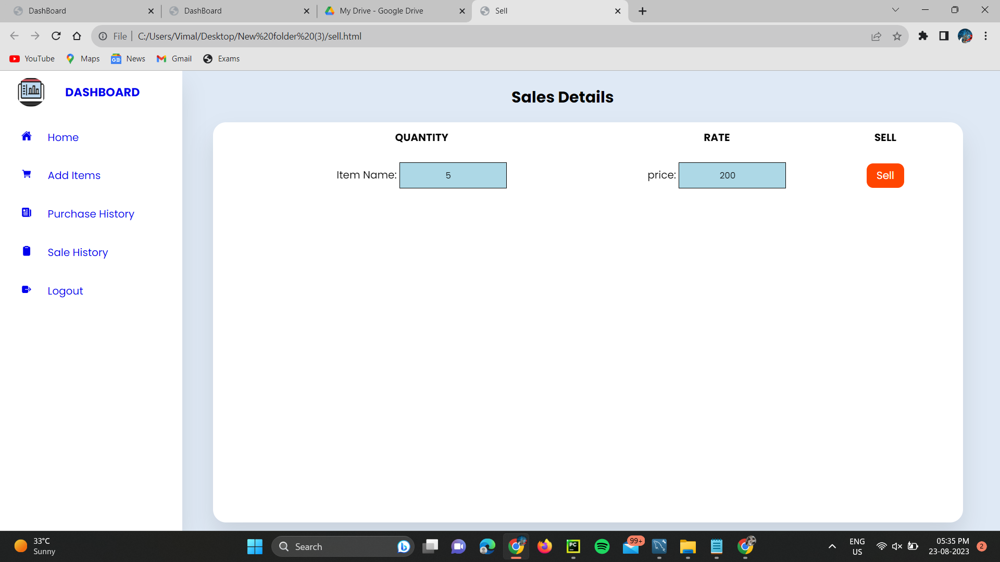 DashBoard
DashBoard
My Drive - Google Drive
Sell
File
C:/Users/Vimal/Desktop/New%20folder%20(3)/sell.html
YouTube
Maps
GE
News
Gmail
Exams
DASHBOARD
Sales Details
Home
Add Items
Purchase History
Sale History
Logout
QUANTITY
RATE
SELL
Item Name:
5
price:
200
Sell
33°C
Sunny
Search
PC
99+
ENG
US
05:35 PM
23-08-2023
2